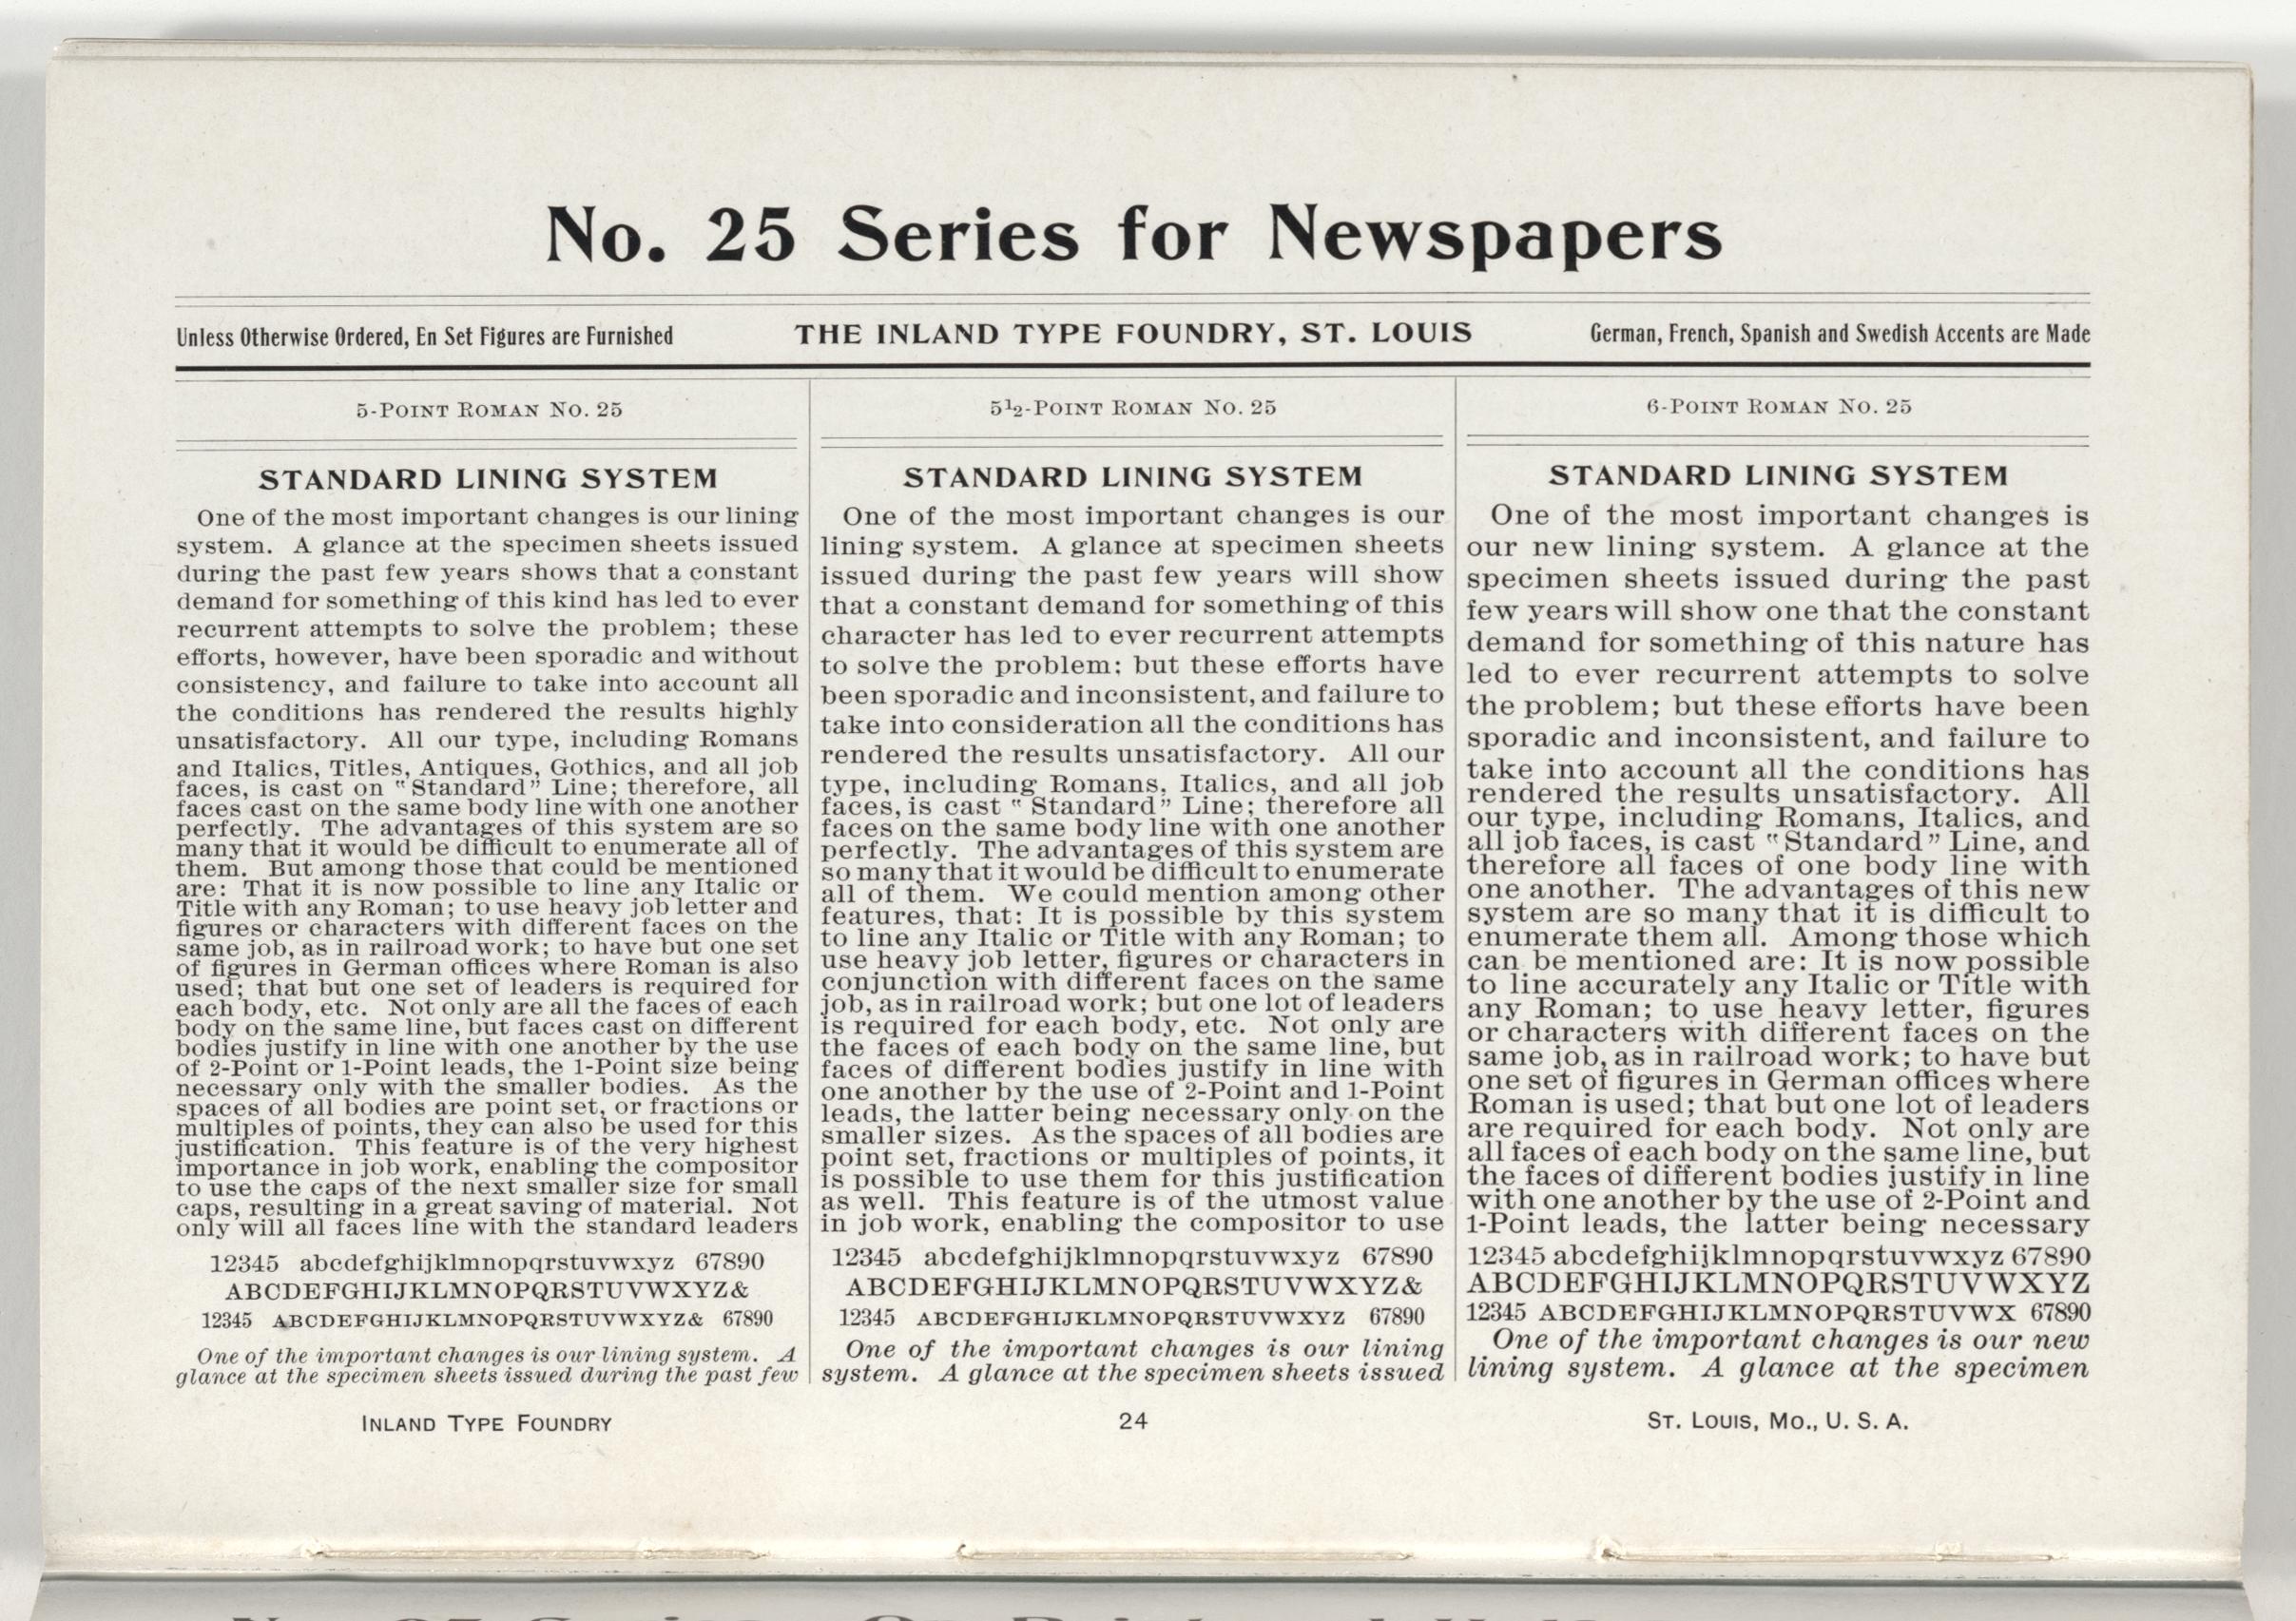 No. 25 Series for Newspapers
Unless Otherwise Ordered, En Set Figures are Furnished
THE INLAND TYPE FOUNDRY, ST. LOUIS
German, French, Spanish and Swedish Accents are Made
5-POINT ROMAN NO. 25
STANDARD LINING SYSTEM
One of the most important changes is our lining
system. A glance at the specimen sheets issued
during the past few years shows that a constant
demand for something of this kind has led to ever
recurrent attempts to solve the problem; these
efforts, however, have been sporadic and without
consistency, and failure to take into account all
the conditions has rendered the results highly
unsatisfactory. All our type, including Romans
and Italics, Titles, Antiques, Gothics, and all job
faces, is cast on "Standard" Line; therefore, all
faces cast on the same body line with one another
perfectly. The advantages of this system are so
many that it would be difficult to enumerate all of
them. But among those that could be mentioned
are: That it is now possible to line any Italic or
Title with any Roman; to use heavy job letter and
figures or characters with different faces on the
same job, as in railroad work; to have but one set
of figures in German offices where Roman is also
used; that but one set of leaders is required for
each body, etc. Not only are all the faces of each
body on the same line, but faces cast on different
bodies justify in line with one another by the use
of 2-Point or 1-Point leads, the 1-Point size being
necessary only with the smaller bodies. As the
spaces of all bodies are point set, or fractions or
multiples of points, they can also be used for this
justification. This feature is of the very highest
importance in job work, enabling the compositor
to use the caps of the next smaller size for small
caps, resulting in a great saving of material. Not
only will all faces line with the standard leaders
12345 abcdefghijklmnopqrstuvwxyz 67890
ABCDEFGHIJKLMNOPQRSTUVWXYZ&
12345 ABCDEFGHIJKLMNOPQRSTUVWXYZ& 67890
One of the important changes is our lining system. A
glance at the specimen sheets issued during the past few
5½-POINT ROMAN NO. 25
STANDARD LINING SYSTEM
One of the most important changes is our
lining system. A glance at specimen sheets
issued during the past few years will show
that a constant demand for something of this
character has led to ever recurrent attempts
to solve the problem; but these efforts have
been sporadic and inconsistent, and failure to
take into consideration all the conditions has
rendered the results unsatisfactory. All our
type, including Romans, Italics, and all job
faces, is cast "Standard" Line; therefore all
faces on the same body line with one another
perfectly. The advantages of this system are
so many that it would be difficult to enumerate
all of them. We could mention among other
features, that: It is possible by this system
to line any Italic or Title with any Roman; to
use heavy job letter, figures or characters in
conjunction with different faces on the same
job, as in railroad work; but one lot of leaders
is required for each body, etc. Not only are
the faces of each body on the same line, but
faces of different bodies justify in line with
one another by the use of 2-Point and 1-Point
leads, the latter being necessary only on the
smaller sizes. As the spaces of all bodies are
point set, fractions or multiples of points, it
is possible to use them for this justification
as well. This feature is of the utmost value
in job work, enabling the compositor to use
12345 abcdefghijklmnopqrstuvwxyz 67890
ABCDEFGHIJKLMNOPQRSTUVWXYZ&
12345 ABCDEFGHIJKLMNOPQRSTUVWXYZ 67890
One of the important changes is our lining
system. A glance at the specimen sheets issued
6-POINT ROMAN NO. 25
STANDARD LINING SYSTEM
One of the most important changes is
our new lining system. A glance at the
specimen sheets issued during the past
few years will show one that the constant
demand for something of this nature has
led to ever recurrent attempts to solve
the problem; but these efforts have been
sporadic and inconsistent, and failure to
take into account all the conditions has
rendered the results unsatisfactory. All
our type, including Romans, Italics, and
all job faces, is cast "Standard" Line, and
therefore all faces of one body line with
one another. The advantages of this new
system are so many that it is difficult to
enumerate them all. Among those which
can be mentioned are: It is now possible
to line accurately any Italic or Title with
any Roman; to use heavy letter, figures
or characters with different faces on the
same job, as in railroad work; to have but
one set of figures in German offices where
Roman is used; that but one lot of leaders
are required for each body. Not only are
all faces of each body on the same line, but
the faces of different bodies justify in line
with one another by the use of 2-Point and
1-Point leads, the latter being necessary
12345 abcdefghijklmnopqrstuvwxyz 67890
ABCDEFGHIJKLMNOPQRSTUVWXYZ
12345 ABCDEFGHIJKLMNOPQRSTUVWX 67890
One of the important changes is our new
lining system. A glance at the specimen
INLAND TYPE FOUNDRY
24
ST. LOUIS, MO., U. S. A.